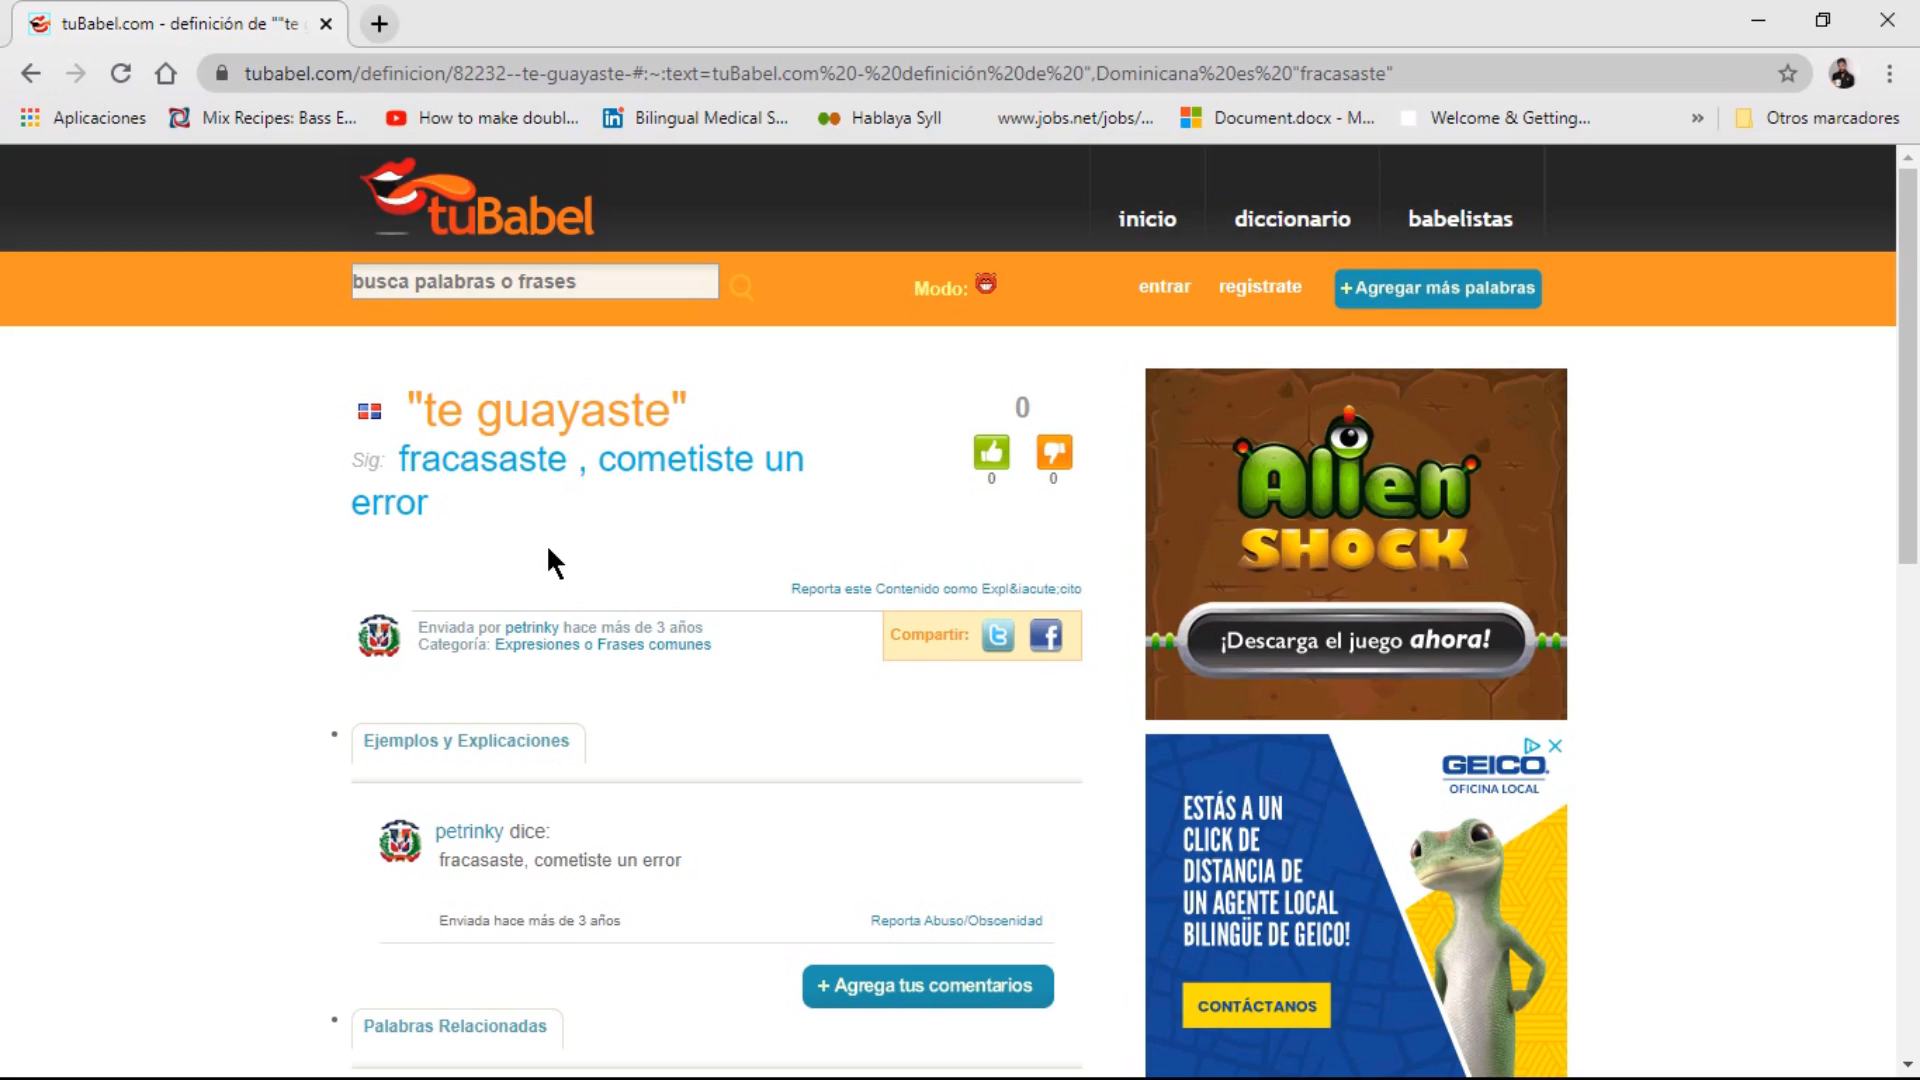 tuBabel.com - definición de ""te
tubabel.com/definicion/82232--te-guayaste-#:~:text=tuBabel.com%20-%20definición%20de%20",Dominicana%20es%20"fracasaste"
Aplicaciones
Mix Recipes: Bass E...
How to make doubl...
Bilingual Medical S...
Hablaya Syll
www.jobs.net/jobs/...
Document.docx - M...
Welcome & Getting...
»
Otros marcadores
tuBabel
inicio
diccionario
babelistas
busca palabras o frases
Modo:
entrar
registrate
+ Agregar más palabras
"te guayaste"
Sig: fracasaste , cometiste un
error
0
0
0
Reporta este Contenido como Expl&iacute;cito
Enviada por petrinky hace más de 3 años
Categoría: Expresiones o Frases comunes
Compartir:
Ejemplos y Explicaciones
petrinky dice:
fracasaste, cometiste un error
Enviada hace más de 3 años
Reporta Abuso/Obscenidad
+ Agrega tus comentarios
Palabras Relacionadas
Alien
SHOCK
¡Descarga el juego ahora!
GEICO.
OFICINA LOCAL
ESTÁS A UN
CLICK DE
DISTANCIA DE
UN AGENTE LOCAL
BILINGÜE DE GEICO!
CONTÁCTANOS